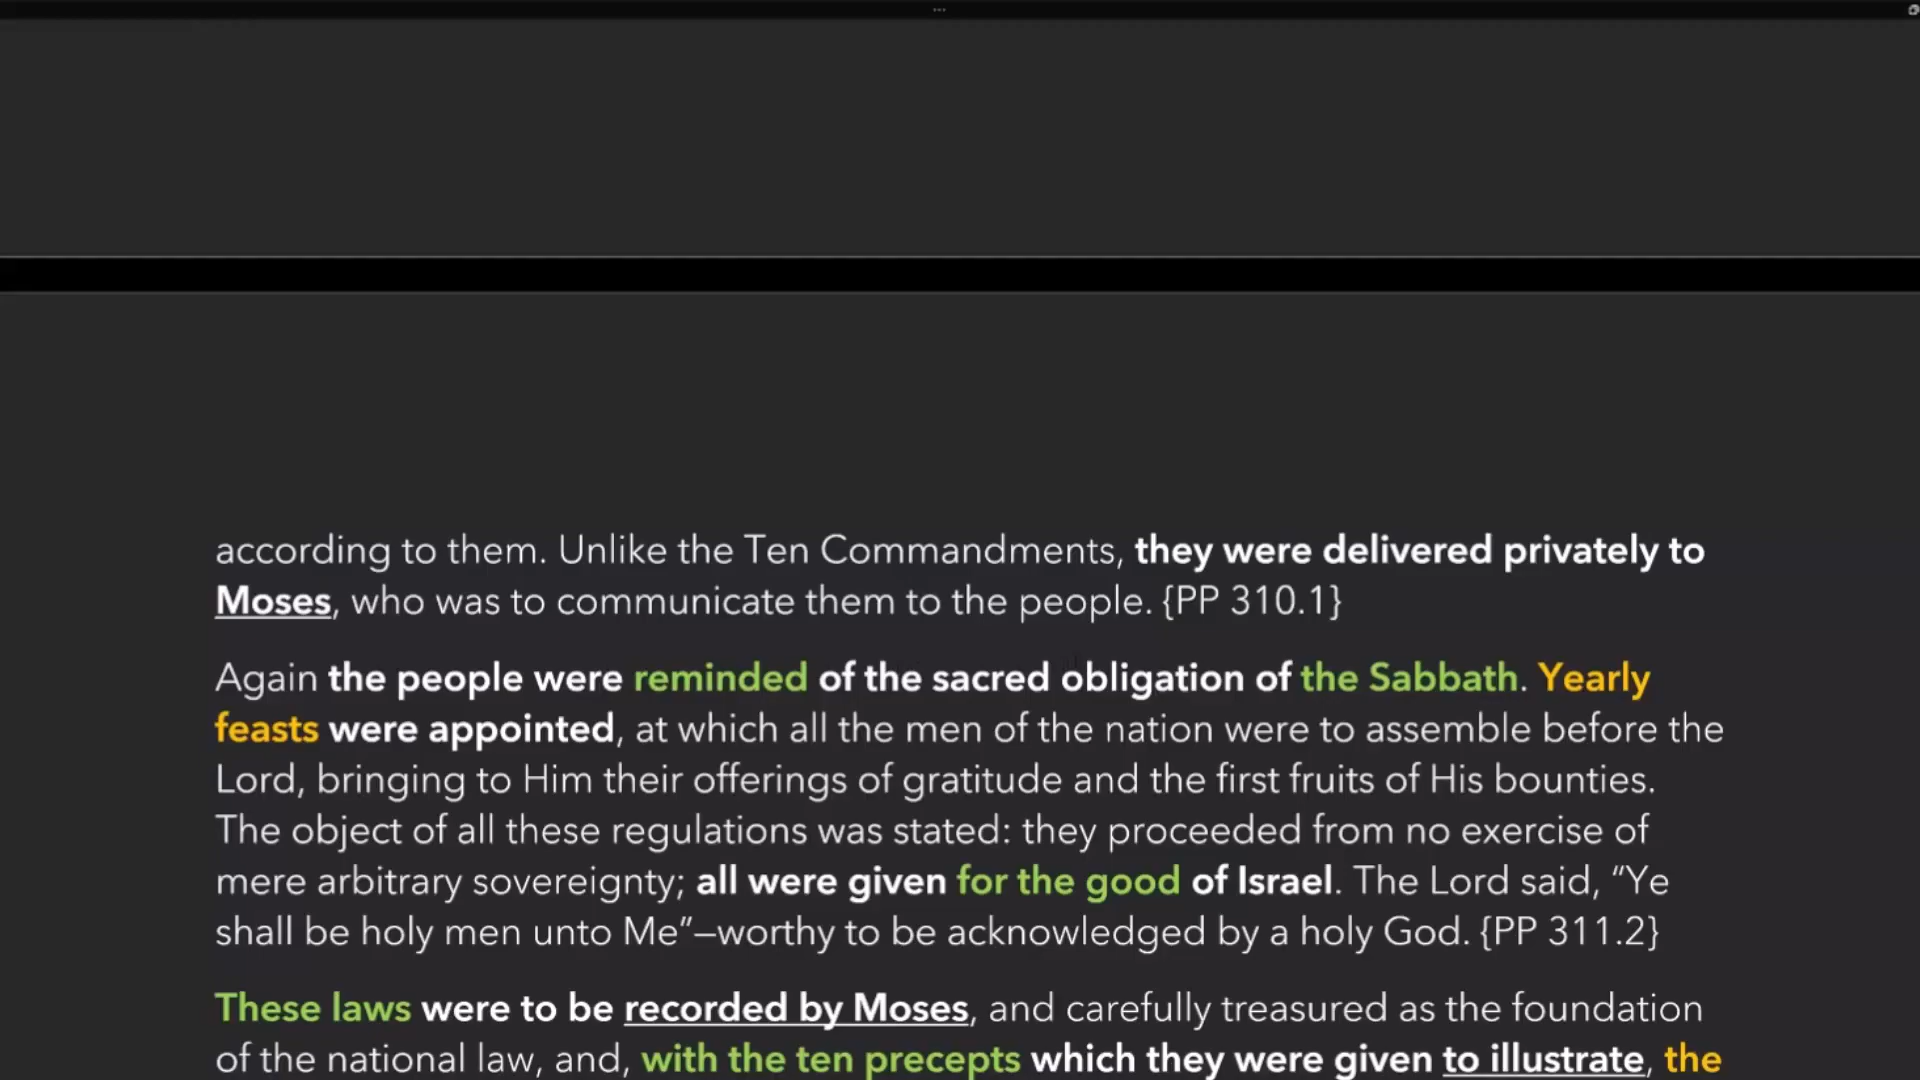 according to them. Unlike the Ten Commandments, they were delivered privately to
Moses, who was to communicate them to the people. {PP 310.1}
Again the people were reminded of the sacred obligation of the Sabbath. Yearly
feasts were appointed, at which all the men of the nation were to assemble before the
Lord, bringing to Him their offerings of gratitude and the first fruits of His bounties.
The object of all these regulations was stated: they proceeded from no exercise of
mere arbitrary sovereignty; all were given for the good of Israel. The Lord said, “Ye
shall be holy men unto Me”—worthy to be acknowledged by a holy God. {PP 311.2}
These laws were to be recorded by Moses, and carefully treasured as the foundation
of the national law, and, with the ten precepts which they were given to illustrate, the